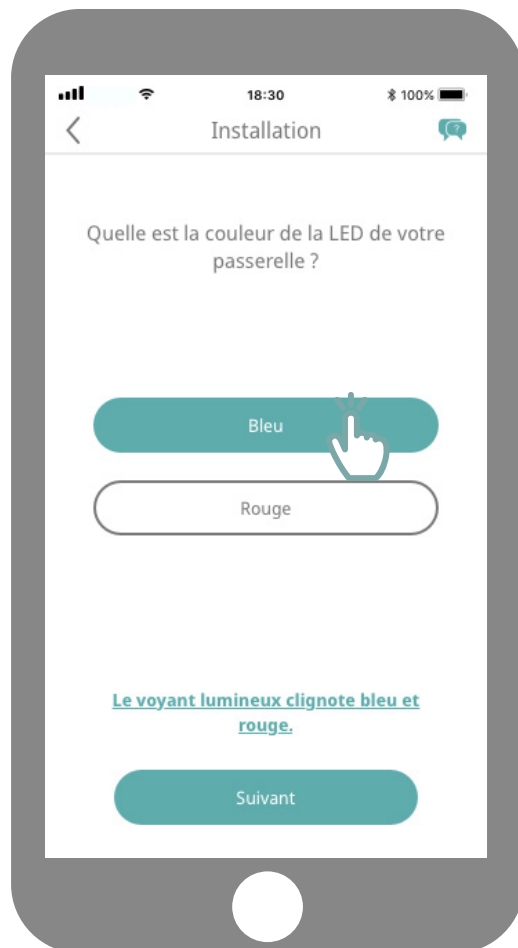 18:30
100%
Installation
?
Quelle est la couleur de la LED de votre
passerelle ?
Bleu
Rouge
Le voyant lumineux clignote bleu et
rouge.
Suivant